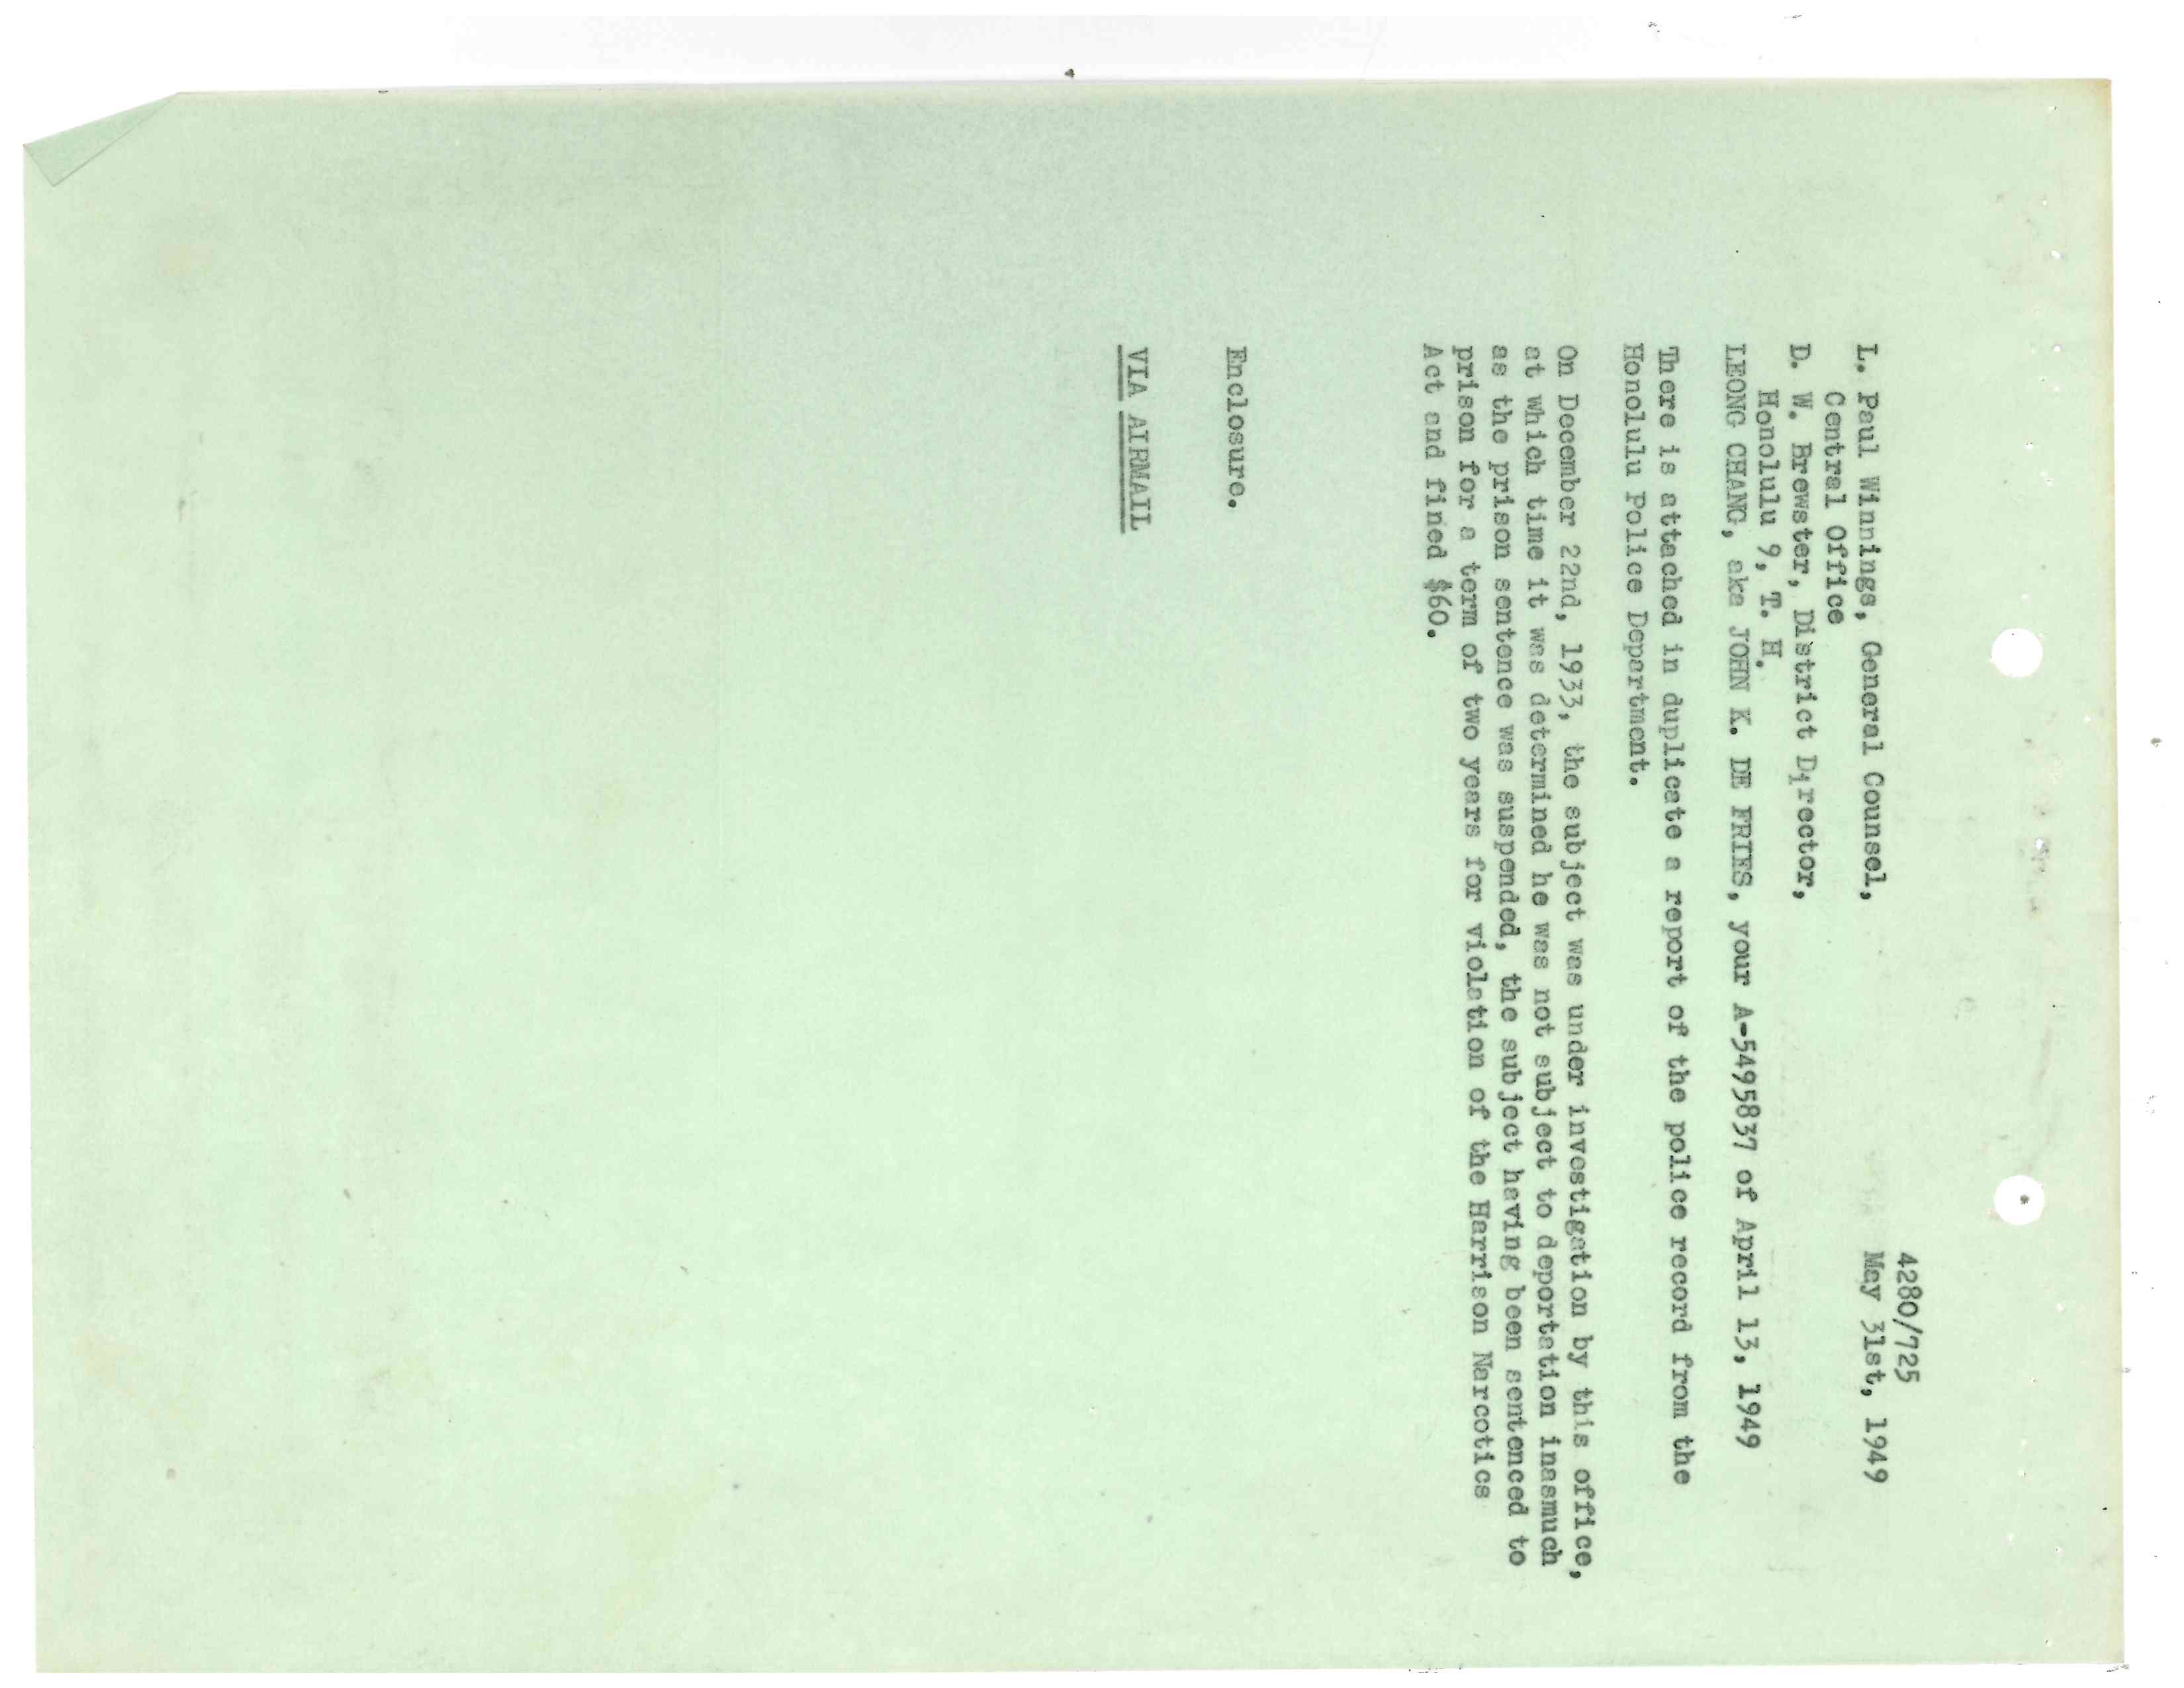 4280/725
L. Paul Winnings, General Counsel, May 31st, 1949
Central Office
D. W. Brewster, District Director,
Honolulu 9, T. H.
LEONG CHANG, aka JOHN K. DE FRIES, your A-5495837 of April 13, 1949
There is attached in duplicate a report of the police record from the
Honolulu Police Department.
On December 22nd, 1933, the subject was under investigation by this office,
at which time it was determined he was not subject to deportation inasmuch
as the prison sentence was suspended, the subject having been sentenced to
prison for a term of two years for violation of the Harrison Narcotics
Act and fined $60.
Enclosure.
VIA AIRMAIL